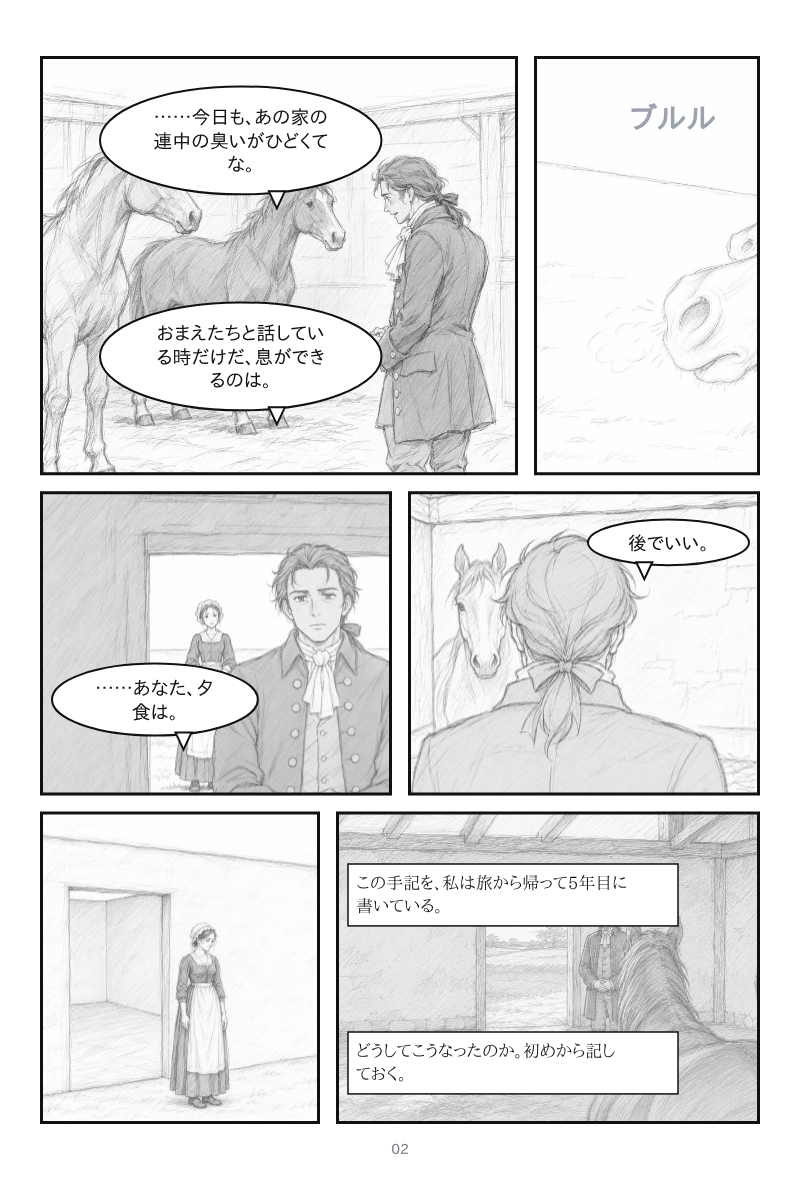 ……今日も、あの家の
連中の臭いがひどくて
な。
おまえたちと話してい
る時だけだ、息ができ
るのは。
ブルル
……あなた、夕
食は。
後でいい。
この手記を、私は旅から帰って5年目に
書いている。
どうしてこうなったのか。初めから記し
ておく。
02